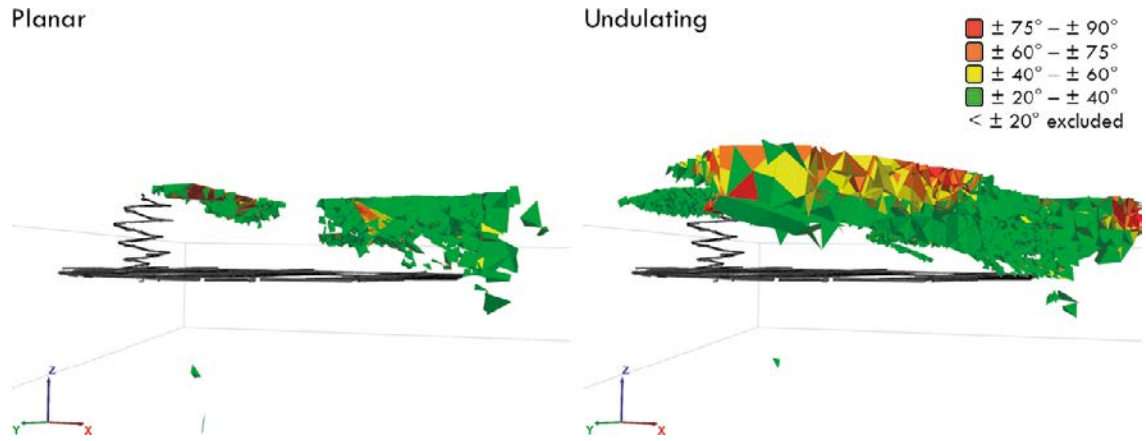 Planar
Undulating
± 75° – ± 90°
± 60° – ± 75°
± 40° – ± 60°
± 20° – ± 40°
< ± 20° excluded
Z
Y
X
Z
Y
X